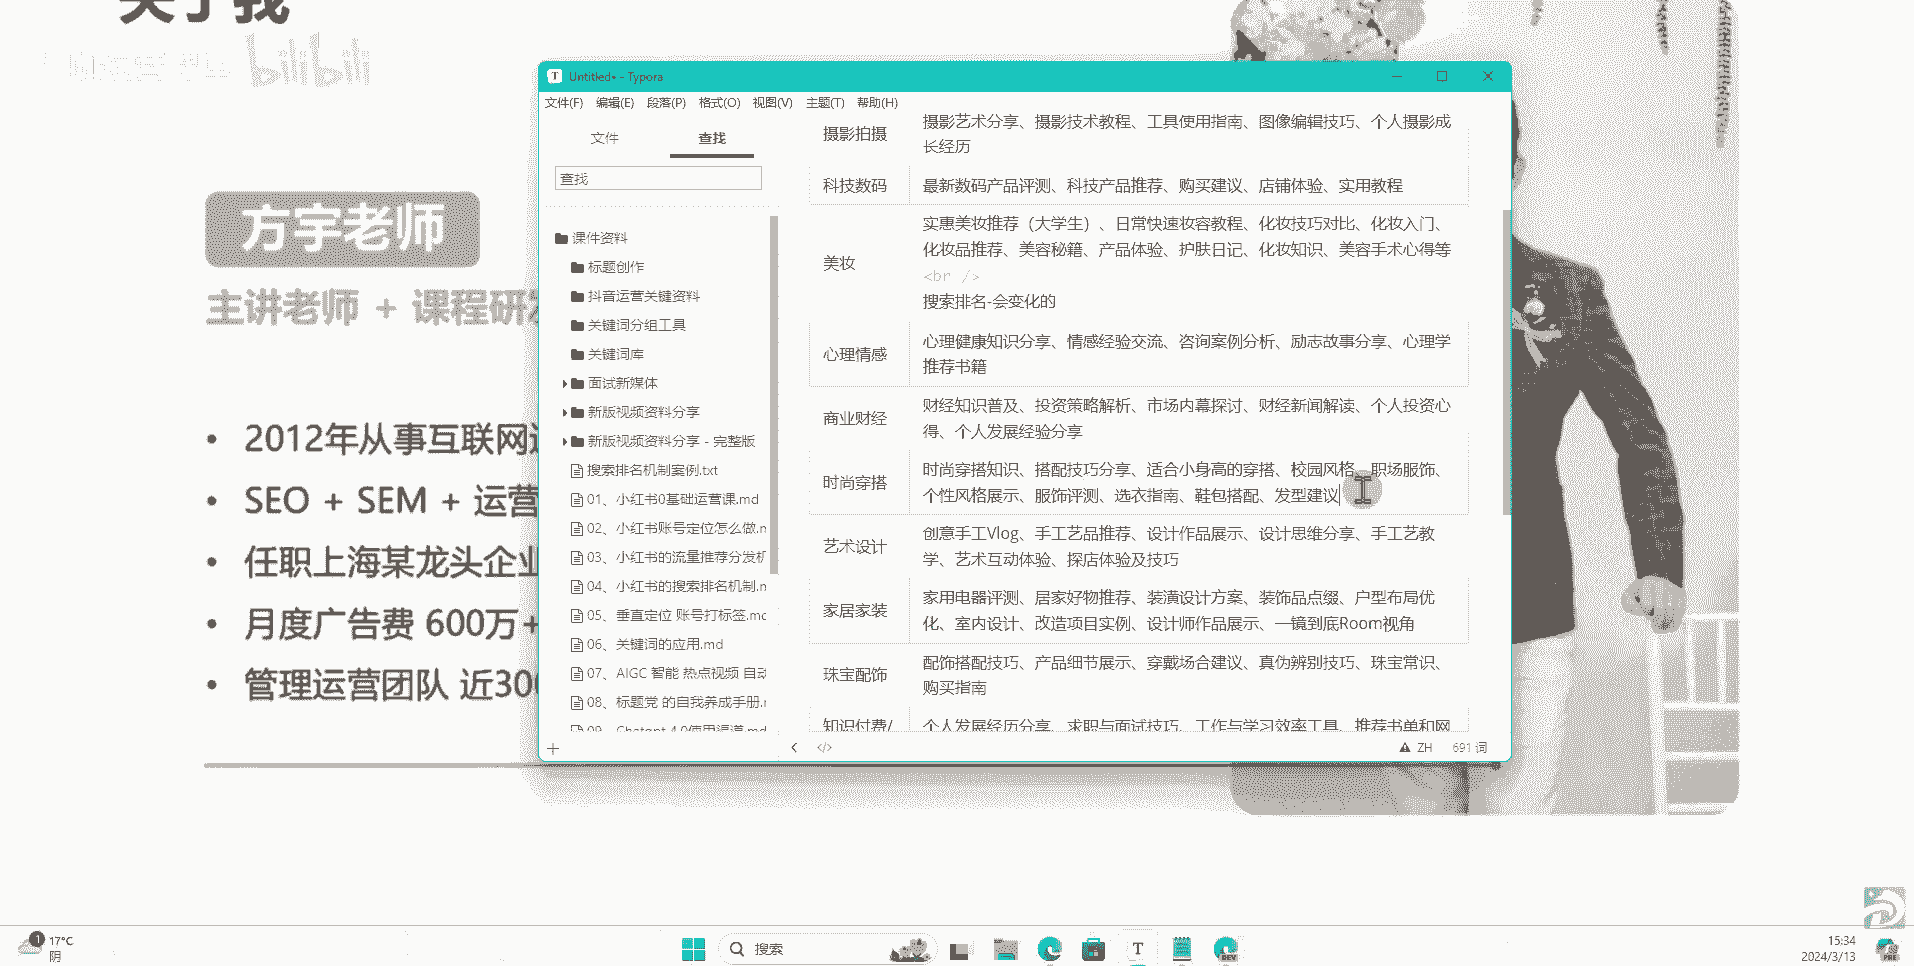 关于我
bilibili
方宇老师
主讲老师 + 课程研发
2012年从事互联网运
SEO + SEM + 运营
任职上海某龙头企业
月度广告费 600万+
管理运营团队 近300
Untitled• - Typora
文件(F) 编辑(E) 段落(P) 格式(O) 视图(V) 主题(T) 帮助(H)
文件 查找
查找
课件资料
标题创作
抖音运营关键资料
关键词分组工具
关键词库
面试新媒体
新版视频资料分享
新版视频资料分享 - 完整版
搜索排名机制案例.txt
01、小红书0基础运营课.md
02、小红书账号定位怎么做.m
03、小红书的流量推荐分发机
04、小红书的搜索排名机制.m
05、垂直定位 账号打标签.mc
06、关键词的应用.md
07、AIGC 智能 热点视频 自动
08、标题党 的自我养成手册.r
09、Chatgpt 4.0使用渠道.md
摄影拍摄
摄影艺术分享、摄影技术教程、工具使用指南、图像编辑技巧、个人摄影成
长经历
科技数码
最新数码产品评测、科技产品推荐、购买建议、店铺体验、实用教程
美妆
实惠美妆推荐（大学生）、日常快速妆容教程、化妆技巧对比、化妆入门、
化妆品推荐、美容秘籍、产品体验、护肤日记、化妆知识、美容手术心得等
<br />
搜索排名-会变化的
心理情感
心理健康知识分享、情感经验交流、咨询案例分析、励志故事分享、心理学
推荐书籍
商业财经
财经知识普及、投资策略解析、市场内幕探讨、财经新闻解读、个人投资心
得、个人发展经验分享
时尚穿搭
时尚穿搭知识、搭配技巧分享、适合小身高的穿搭、校园风格、职场服饰、
个性风格展示、服饰评测、选衣指南、鞋包搭配、发型建议
艺术设计
创意手工Vlog、手工艺品推荐、设计作品展示、设计思维分享、手工艺教
学、艺术互动体验、探店体验及技巧
家居家装
家用电器评测、居家好物推荐、装潢设计方案、装饰品点缀、户型布局优
化、室内设计、改造项目实例、设计师作品展示、一镜到底Room视角
珠宝配饰
配饰搭配技巧、产品细节展示、穿戴场合建议、真伪辨别技巧、珠宝常识、
购买指南
知识付费/
个人发展经历分享、求职与面试技巧、工作与学习效率工具、推荐书单和网
ZH 691 词
1
17°C
阴
搜索
DEV
15:34
2024/3/13
PRE